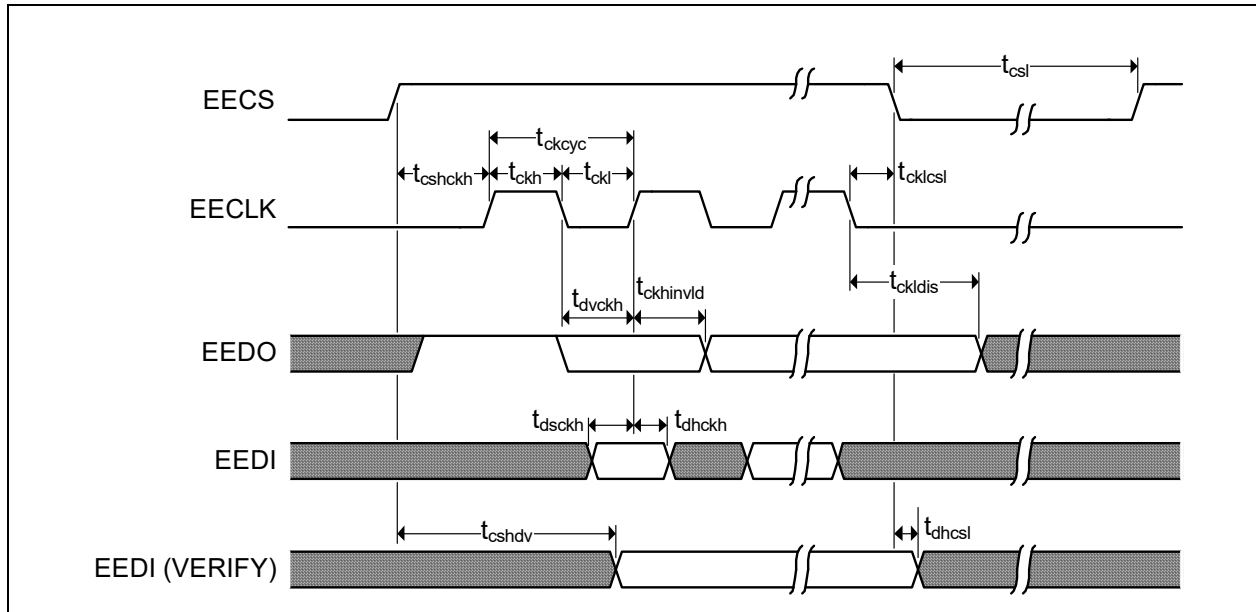 t_csl
EECS
t_ckcyc
t_cshckh t_ckh t_ckl t_cklcsl
EECLK
t_ckldis
t_dvckh t_ckhinvld
EEDO
t_dsckh t_dhckh
EEDI
t_cshdv t_dhcsl
EEDI (VERIFY)